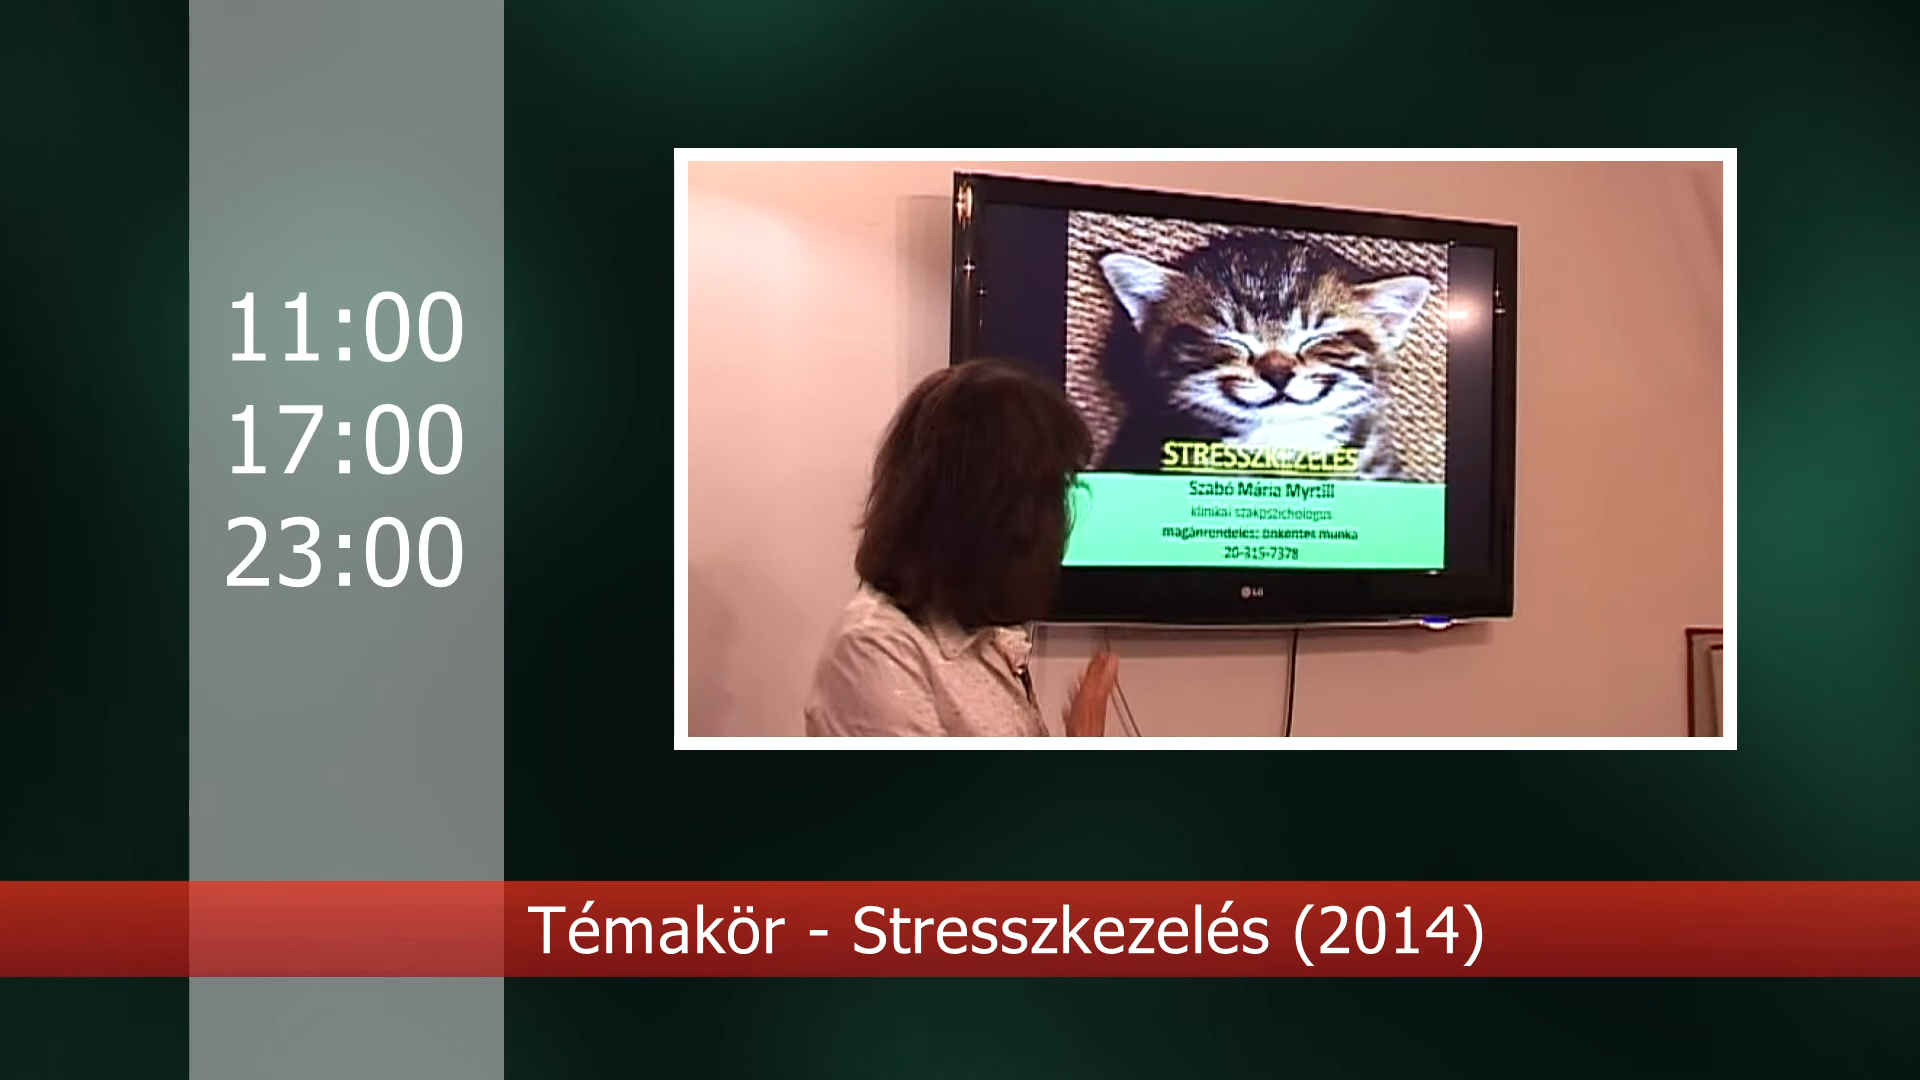 11:00
17:00
23:00
STRESSZKEZELÉS
Szabó Mária Myrtill
klinikai szakpszichológus
magánrendelés; önkéntes munka
20-315-7378
LG
Témakör - Stresszkezelés (2014)